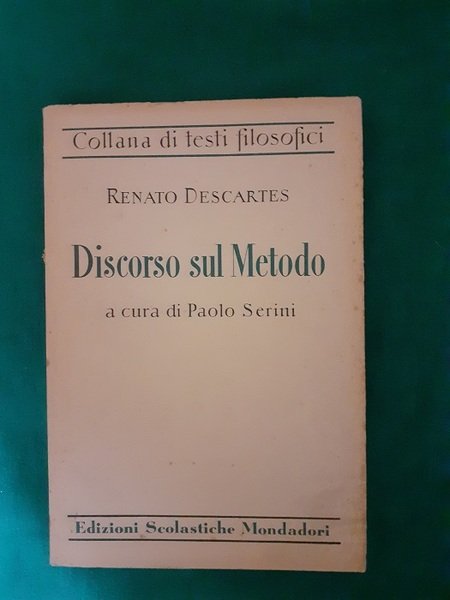 Collana di testi filosofici
RENATO DESCARTES
Discorso sul Metodo
a cura di Paolo Serini
Edizioni Scolastiche Mondadori